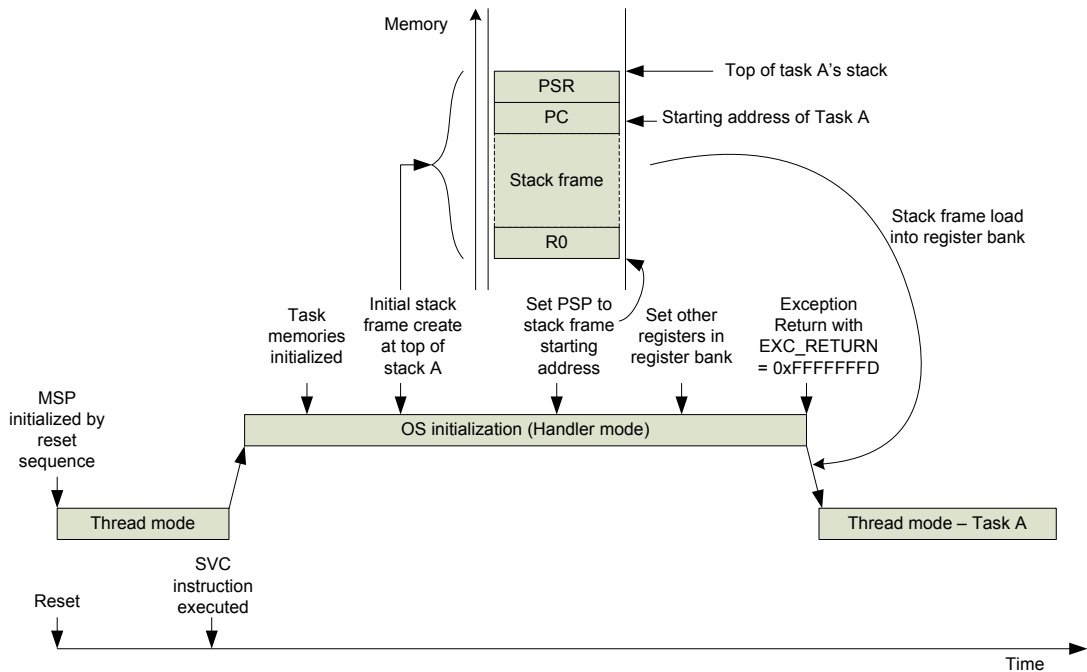 Memory
Top of task A's stack
PSR
PC
Starting address of Task A
Stack frame
R0
Stack frame load
into register bank
Task
memories
initialized
Initial stack
frame create
at top of
stack A
Set PSP to
stack frame
starting
address
Set other
registers in
register bank
Exception
Return with
EXC_RETURN
= 0xFFFFFFFD
MSP
initialized by
reset
sequence
OS initialization (Handler mode)
Thread mode
Thread mode – Task A
SVC
instruction
executed
Reset
Time